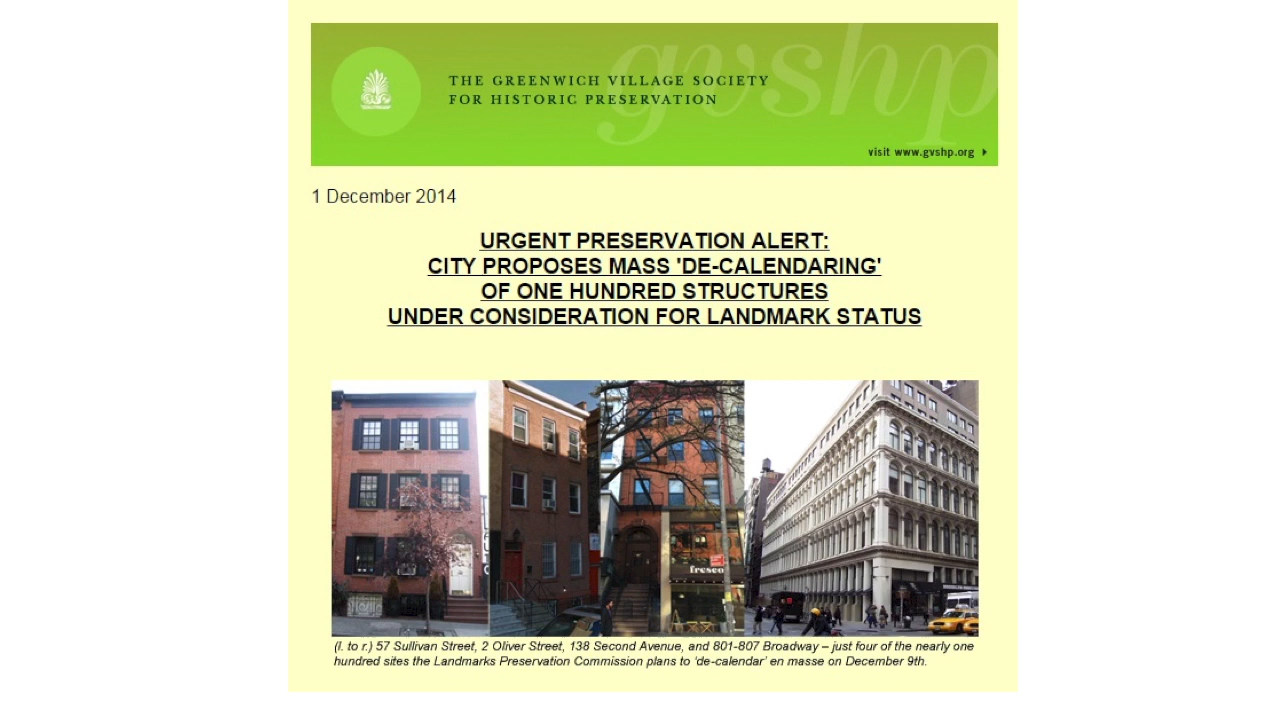 gvshp
THE GREENWICH VILLAGE SOCIETY
FOR HISTORIC PRESERVATION
visit www.gvshp.org
1 December 2014
URGENT PRESERVATION ALERT:
CITY PROPOSES MASS 'DE-CALENDARING'
OF ONE HUNDRED STRUCTURES
UNDER CONSIDERATION FOR LANDMARK STATUS
fresco
(l. to r.) 57 Sullivan Street, 2 Oliver Street, 138 Second Avenue, and 801-807 Broadway – just four of the nearly one
hundred sites the Landmarks Preservation Commission plans to ‘de-calendar’ en masse on December 9th.